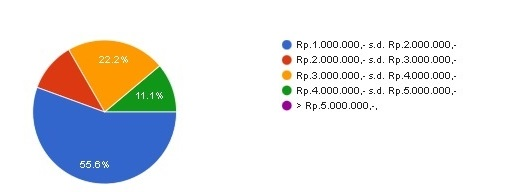 22.2%
11.1%
55.6%
Rp.1.000.000,- s.d. Rp.2.000.000,-
Rp.2.000.000,- s.d. Rp.3.000.000,-
Rp.3.000.000,- s.d. Rp.4.000.000,-
Rp.4.000.000,- s.d. Rp.5.000.000,-
> Rp.5.000.000,-.